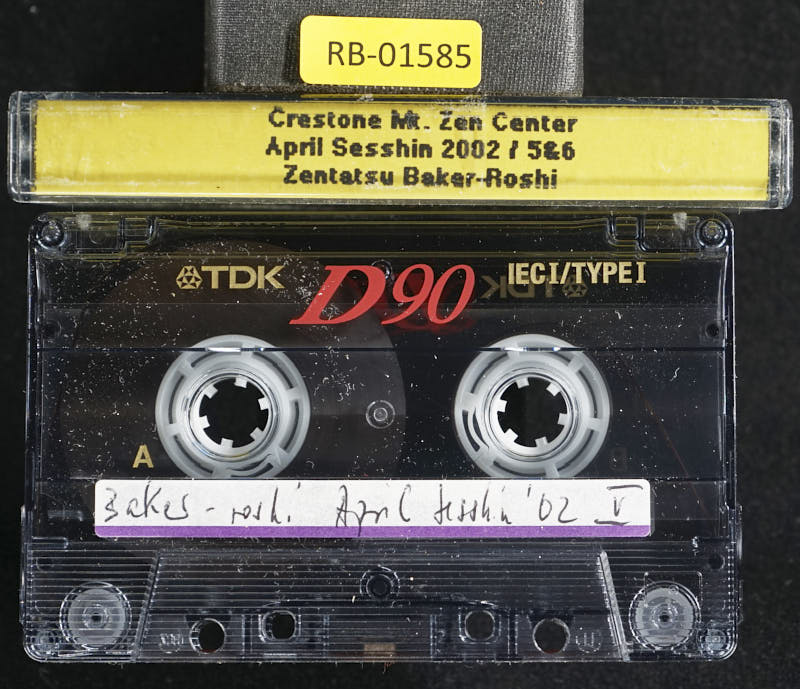 RB-01585
Crestone Mt. Zen Center
April Sesshin 2002 / 5&6
Zentatsu Baker-Roshi
TDK D90 IECI/TYPE I
A
Baker-roshi April Sesshin '02 V